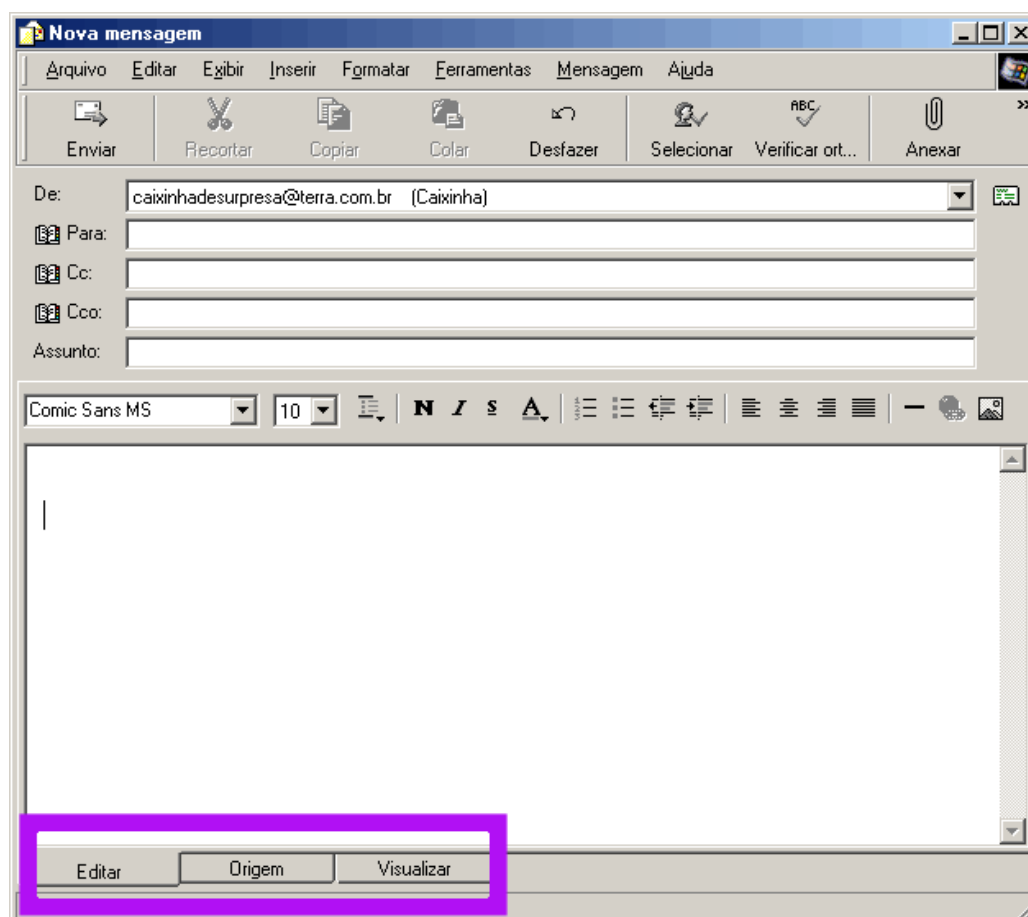 Nova mensagem
Arquivo Editar Exibir Inserir Formatar Ferramentas Mensagem Ajuda
ABC
Enviar Recortar Copiar Colar Desfazer Selecionar Verificar ort... Anexar
De: caixinhadesurpresa@terra.com.br (Caixinha)
Para:
Cc:
Cco:
Assunto:
Comic Sans MS 10 N I S A
Editar Origem Visualizar